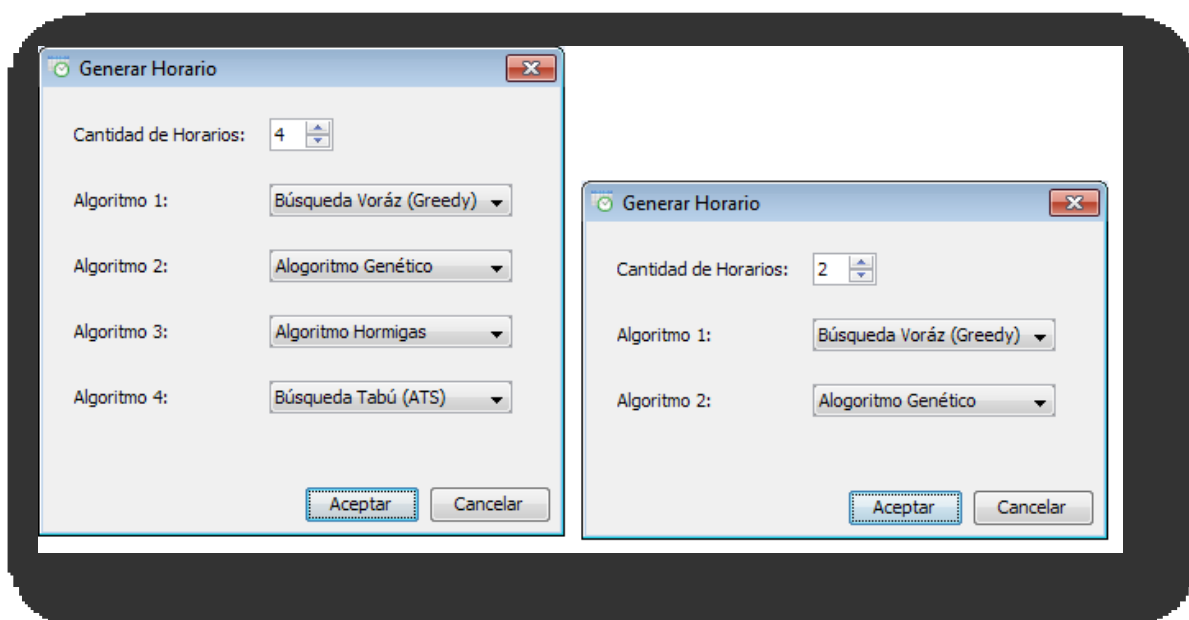 Generar Horario
Cantidad de Horarios: 4
Algoritmo 1: Búsqueda Voráz (Greedy)
Algoritmo 2: Alogoritmo Genético
Algoritmo 3: Algoritmo Hormigas
Algoritmo 4: Búsqueda Tabú (ATS)
Aceptar Cancelar
Generar Horario
Cantidad de Horarios: 2
Algoritmo 1: Búsqueda Voráz (Greedy)
Algoritmo 2: Alogoritmo Genético
Aceptar Cancelar